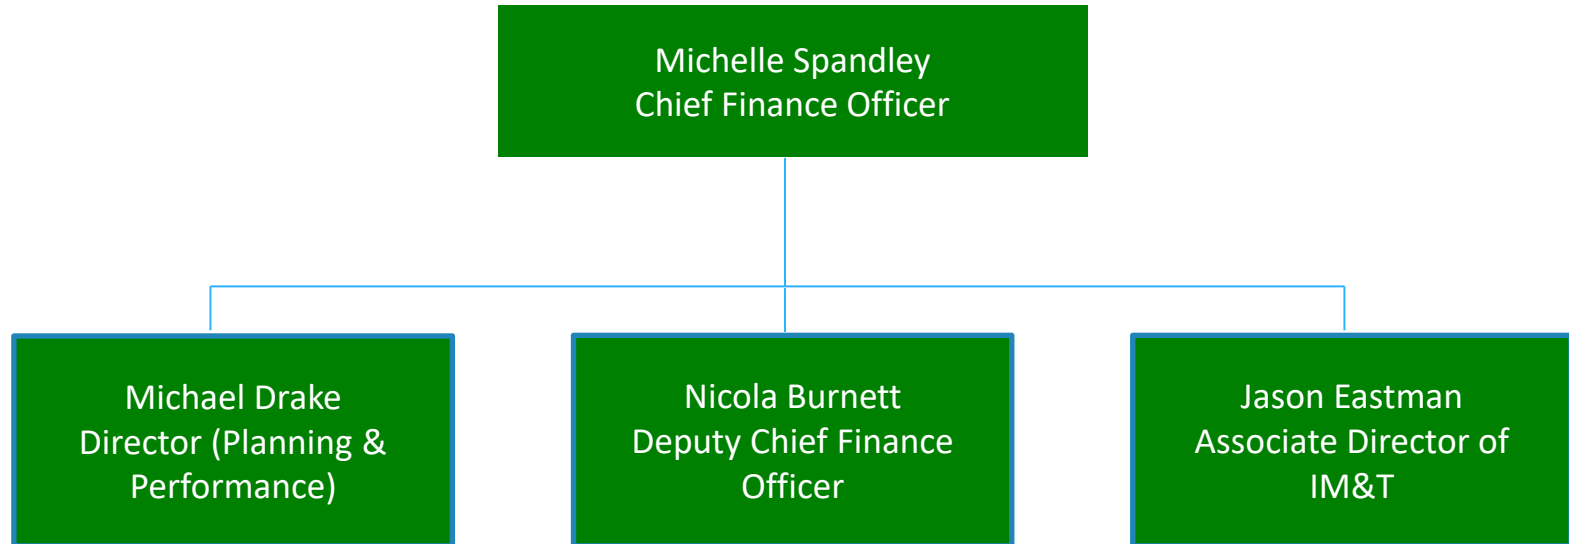 Michelle Spandley
Chief Finance Officer
Michael Drake
Director (Planning &
Performance)
Nicola Burnett
Deputy Chief Finance
Officer
Jason Eastman
Associate Director of
IM&T